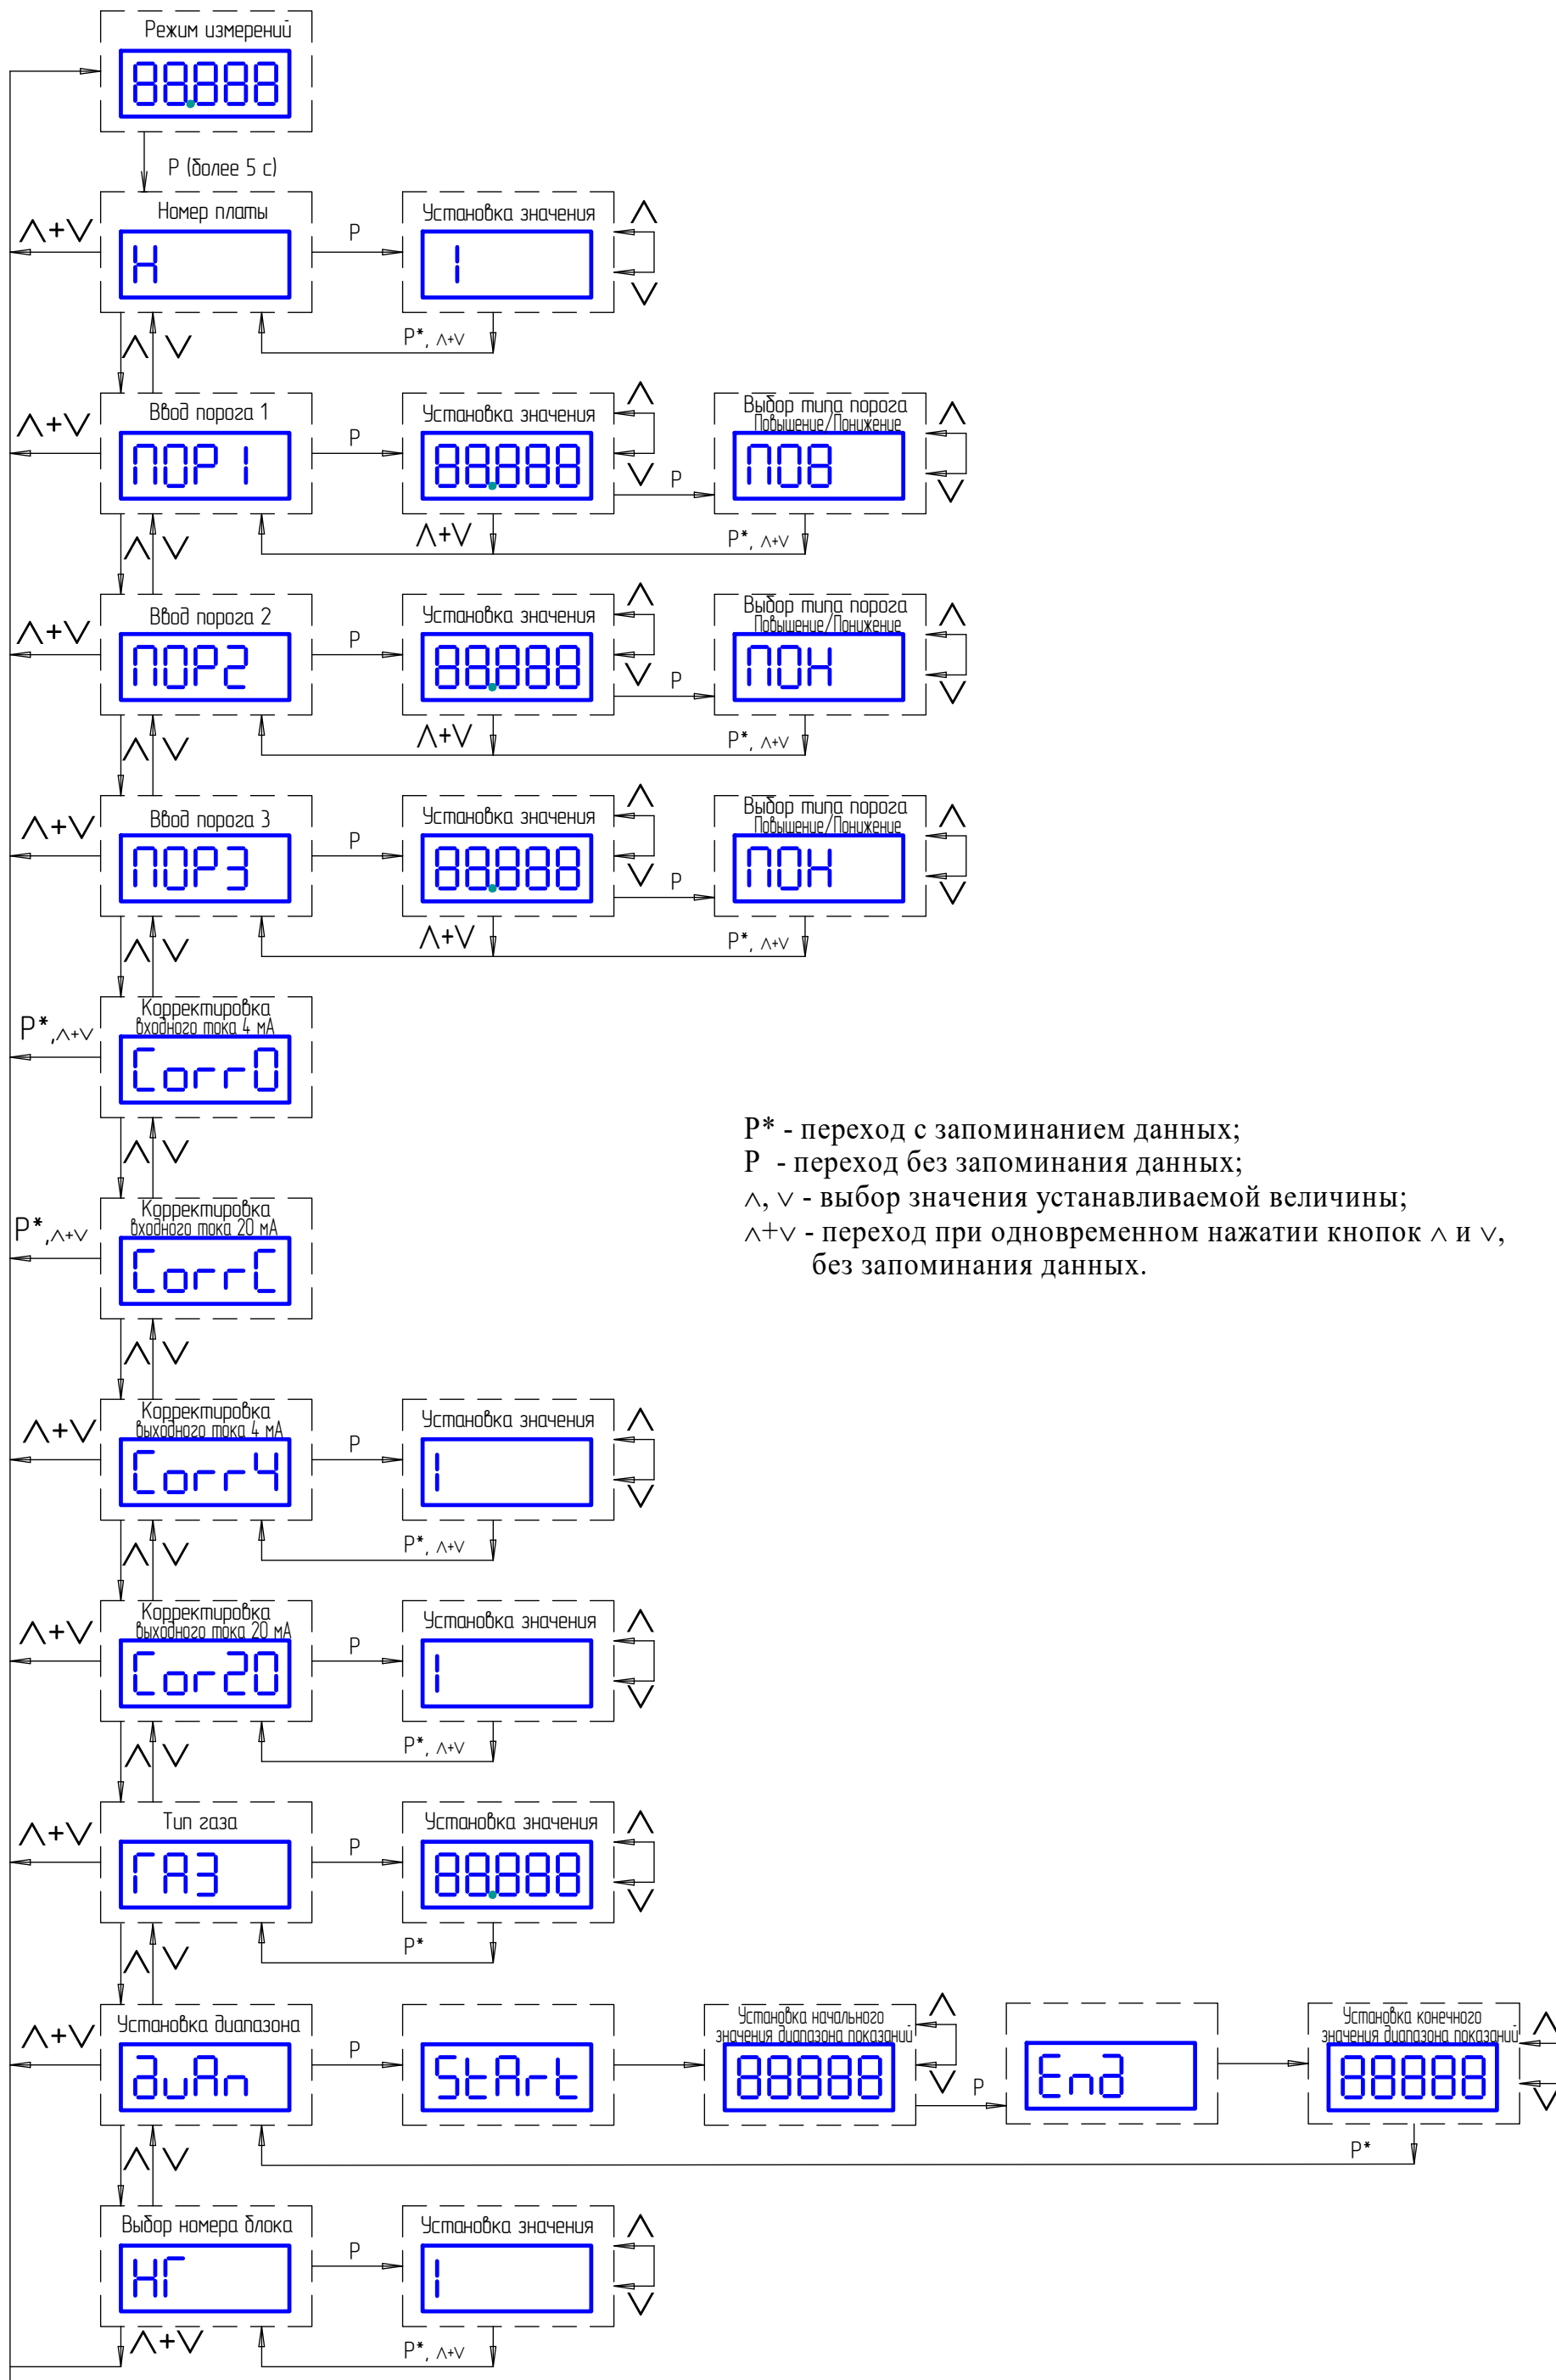 Режим измерений
88.888
Р (более 5 с)
Номер платы
Установка значения
∧
∧+∨
Р
Н
1
∨
Р*, ∧+∨
∧ ∨
Ввод порога 1
Установка значения
∧
Выбор типа порога
Повышение/Понижение
∧
∧+∨
Р
ПОР1
88.888
∨
Р
ПОВ
∨
∧+∨
Р*, ∧+∨
∧ ∨
Ввод порога 2
Установка значения
∧
Выбор типа порога
Повышение/Понижение
∧
∧+∨
Р
ПОР2
88.888
∨
Р
ПОН
∨
∧+∨
Р*, ∧+∨
∧ ∨
Ввод порога 3
Установка значения
∧
Выбор типа порога
Повышение/Понижение
∧
∧+∨
Р
ПОР3
88.888
∨
Р
ПОН
∨
∧+∨
Р*, ∧+∨
∧ ∨
Корректировка
входного тока 4 мА
Р*,∧+∨
Corr0
∧ ∨
Р* - переход с запоминанием данных;
Р - переход без запоминания данных;
∧, ∨ - выбор значения устанавливаемой величины;
∧+∨ - переход при одновременном нажатии кнопок ∧ и ∨,
без запоминания данных.
Корректировка
входного тока 20 мА
Р*,∧+∨
CorrC
∧ ∨
Корректировка
выходного тока 4 мА
Установка значения
∧
∧+∨
Р
Corr4
1
∨
Р*, ∧+∨
∧ ∨
Корректировка
выходного тока 20 мА
Установка значения
∧
∧+∨
Р
Cor20
1
∨
Р*, ∧+∨
∧ ∨
Тип газа
Установка значения
∧
∧+∨
Р
ГАЗ
88.888
∨
Р*
∧ ∨
Установка диапазона
Установка начального
значения диапазона показаний
∧
Установка конечного
значения диапазона показаний
∧
∧+∨
Р
диАп
StArt
88888
∨
Р
End
88888
∨
Р*
∧ ∨
Выбор номера блока
Установка значения
∧
Р
НГ
1
∨
∧+∨
Р*, ∧+∨